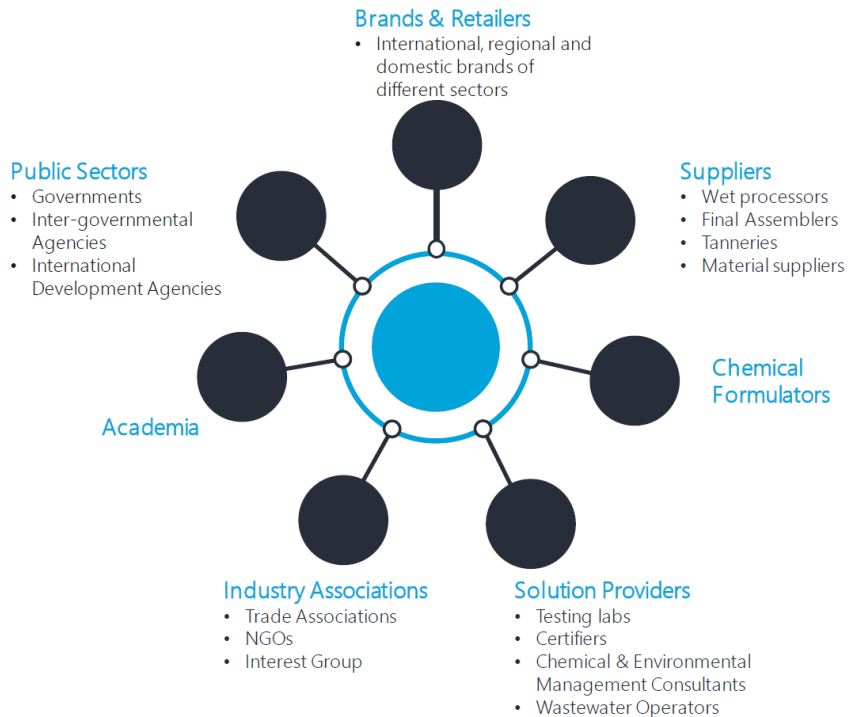 Brands & Retailers
• International, regional and
domestic brands of
different sectors
Public Sectors
• Governments
• Inter-governmental
Agencies
• International
Development Agencies
Suppliers
• Wet processors
• Final Assemblers
• Tanneries
• Material suppliers
Chemical
Formulators
Academia
Industry Associations
• Trade Associations
• NGOs
• Interest Group
Solution Providers
• Testing labs
• Certifiers
• Chemical & Environmental
Management Consultants
• Wastewater Operators